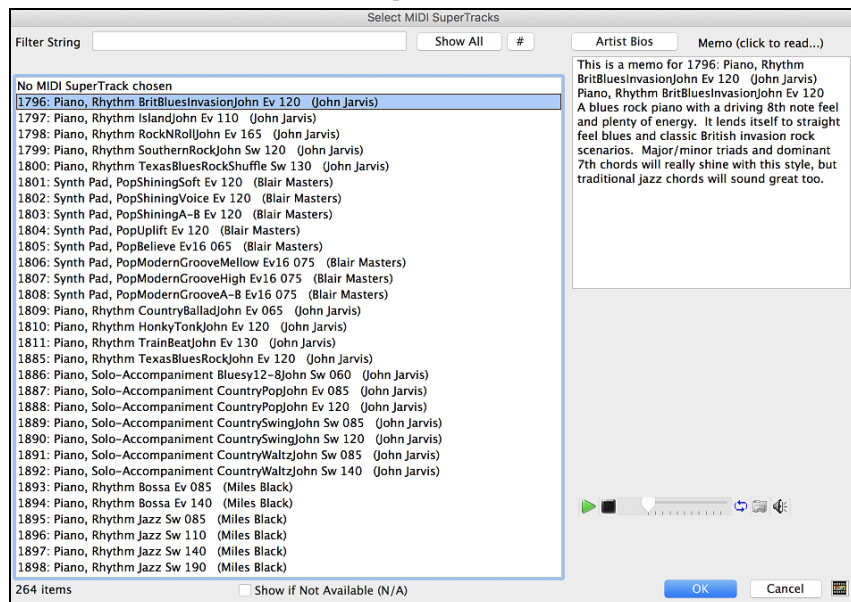 Select MIDI SuperTracks
Filter String
Show All
#
Artist Bios
Memo (click to read...)
No MIDI SuperTrack chosen
1796: Piano, Rhythm BritBluesInvasionJohn Ev 120 (John Jarvis)
1797: Piano, Rhythm IslandJohn Ev 110 (John Jarvis)
1798: Piano, Rhythm RockNRollJohn Ev 165 (John Jarvis)
1799: Piano, Rhythm SouthernRockJohn Sw 120 (John Jarvis)
1800: Piano, Rhythm TexasBluesRockShuffle Sw 130 (John Jarvis)
1801: Synth Pad, PopShiningSoft Ev 120 (Blair Masters)
1802: Synth Pad, PopShiningVoice Ev 120 (Blair Masters)
1803: Synth Pad, PopShiningA-B Ev 120 (Blair Masters)
1804: Synth Pad, PopUplift Ev 120 (Blair Masters)
1805: Synth Pad, PopBelieve Ev16 065 (Blair Masters)
1806: Synth Pad, PopModernGrooveMellow Ev16 075 (Blair Masters)
1807: Synth Pad, PopModernGrooveHigh Ev16 075 (Blair Masters)
1808: Synth Pad, PopModernGrooveA-B Ev16 075 (Blair Masters)
1809: Piano, Rhythm CountryBalladJohn Ev 065 (John Jarvis)
1810: Piano, Rhythm HonkyTonkJohn Ev 120 (John Jarvis)
1811: Piano, Rhythm TrainBeatJohn Ev 130 (John Jarvis)
1885: Piano, Rhythm TexasBluesRockJohn Ev 120 (John Jarvis)
1886: Piano, Solo-Accompaniment Bluesy12-8John Sw 060 (John Jarvis)
1887: Piano, Solo-Accompaniment CountryPopJohn Ev 085 (John Jarvis)
1888: Piano, Solo-Accompaniment CountryPopJohn Ev 120 (John Jarvis)
1889: Piano, Solo-Accompaniment CountrySwingJohn Sw 085 (John Jarvis)
1890: Piano, Solo-Accompaniment CountrySwingJohn Sw 120 (John Jarvis)
1891: Piano, Solo-Accompaniment CountryWaltzJohn Sw 085 (John Jarvis)
1892: Piano, Solo-Accompaniment CountryWaltzJohn Sw 140 (John Jarvis)
1893: Piano, Rhythm Bossa Ev 085 (Miles Black)
1894: Piano, Rhythm Bossa Ev 140 (Miles Black)
1895: Piano, Rhythm Jazz Sw 085 (Miles Black)
1896: Piano, Rhythm Jazz Sw 110 (Miles Black)
1897: Piano, Rhythm Jazz Sw 140 (Miles Black)
1898: Piano, Rhythm Jazz Sw 190 (Miles Black)
This is a memo for 1796: Piano, Rhythm
BritBluesInvasionJohn Ev 120 (John Jarvis)
Piano, Rhythm BritBluesInvasionJohn Ev 120
A blues rock piano with a driving 8th note feel
and plenty of energy. It lends itself to straight
feel blues and classic British invasion rock
scenarios. Major/minor triads and dominant
7th chords will really shine with this style, but
traditional jazz chords will sound great too.
264 items
Show if Not Available (N/A)
OK
Cancel